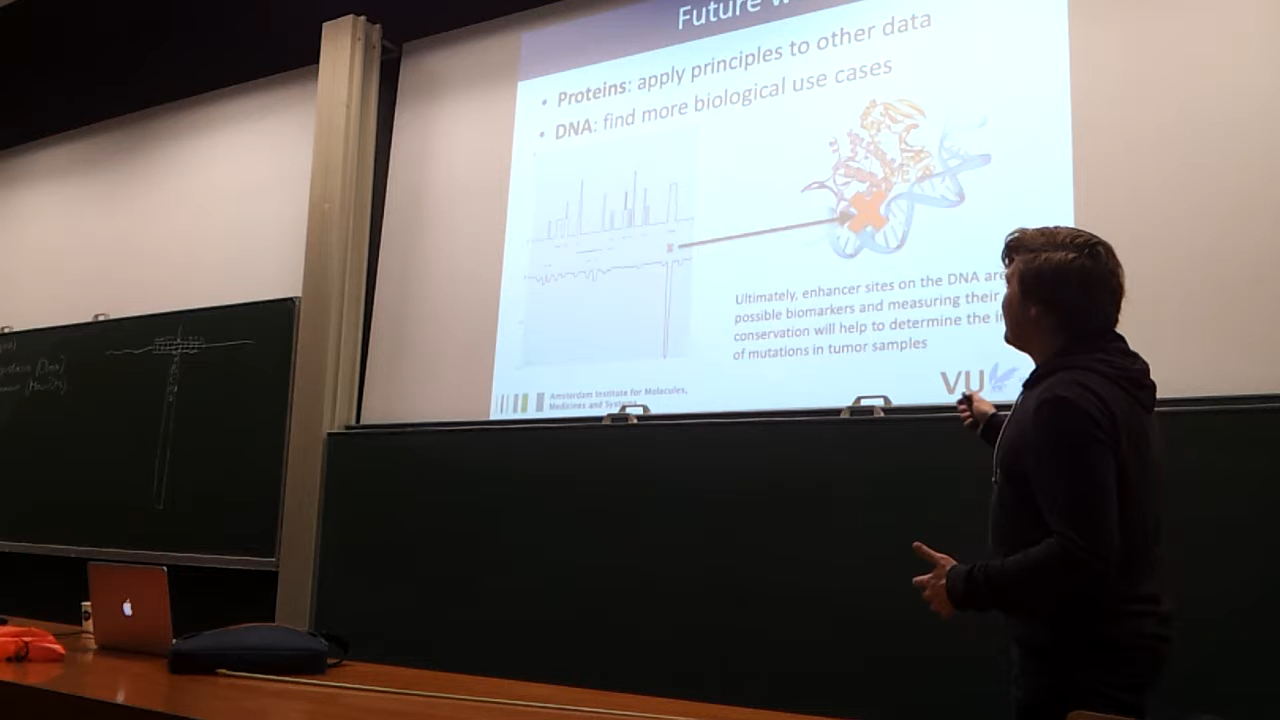 Future w
• Proteins: apply principles to other data
• DNA: find more biological use cases
Ultimately, enhancer sites on the DNA are
possible biomarkers and measuring their
conservation will help to determine the
of mutations in tumor samples
Amsterdam Institute for Molecules,
Medicines and Systems
VU